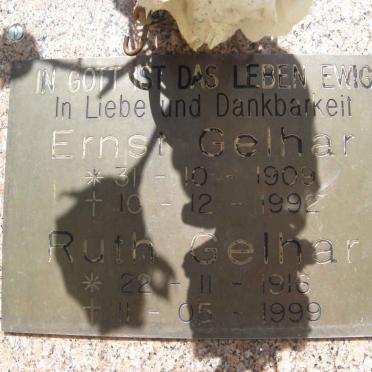 IN GOTT IST DAS LEBEN EWIG
In Liebe und Dankbarkeit
Ernst Gelhar
* 31 - 10 - 1909
† 10 - 12 - 1992
Ruth Gelhar
* 22 - 11 - 1916
† 11 - 05 - 1999